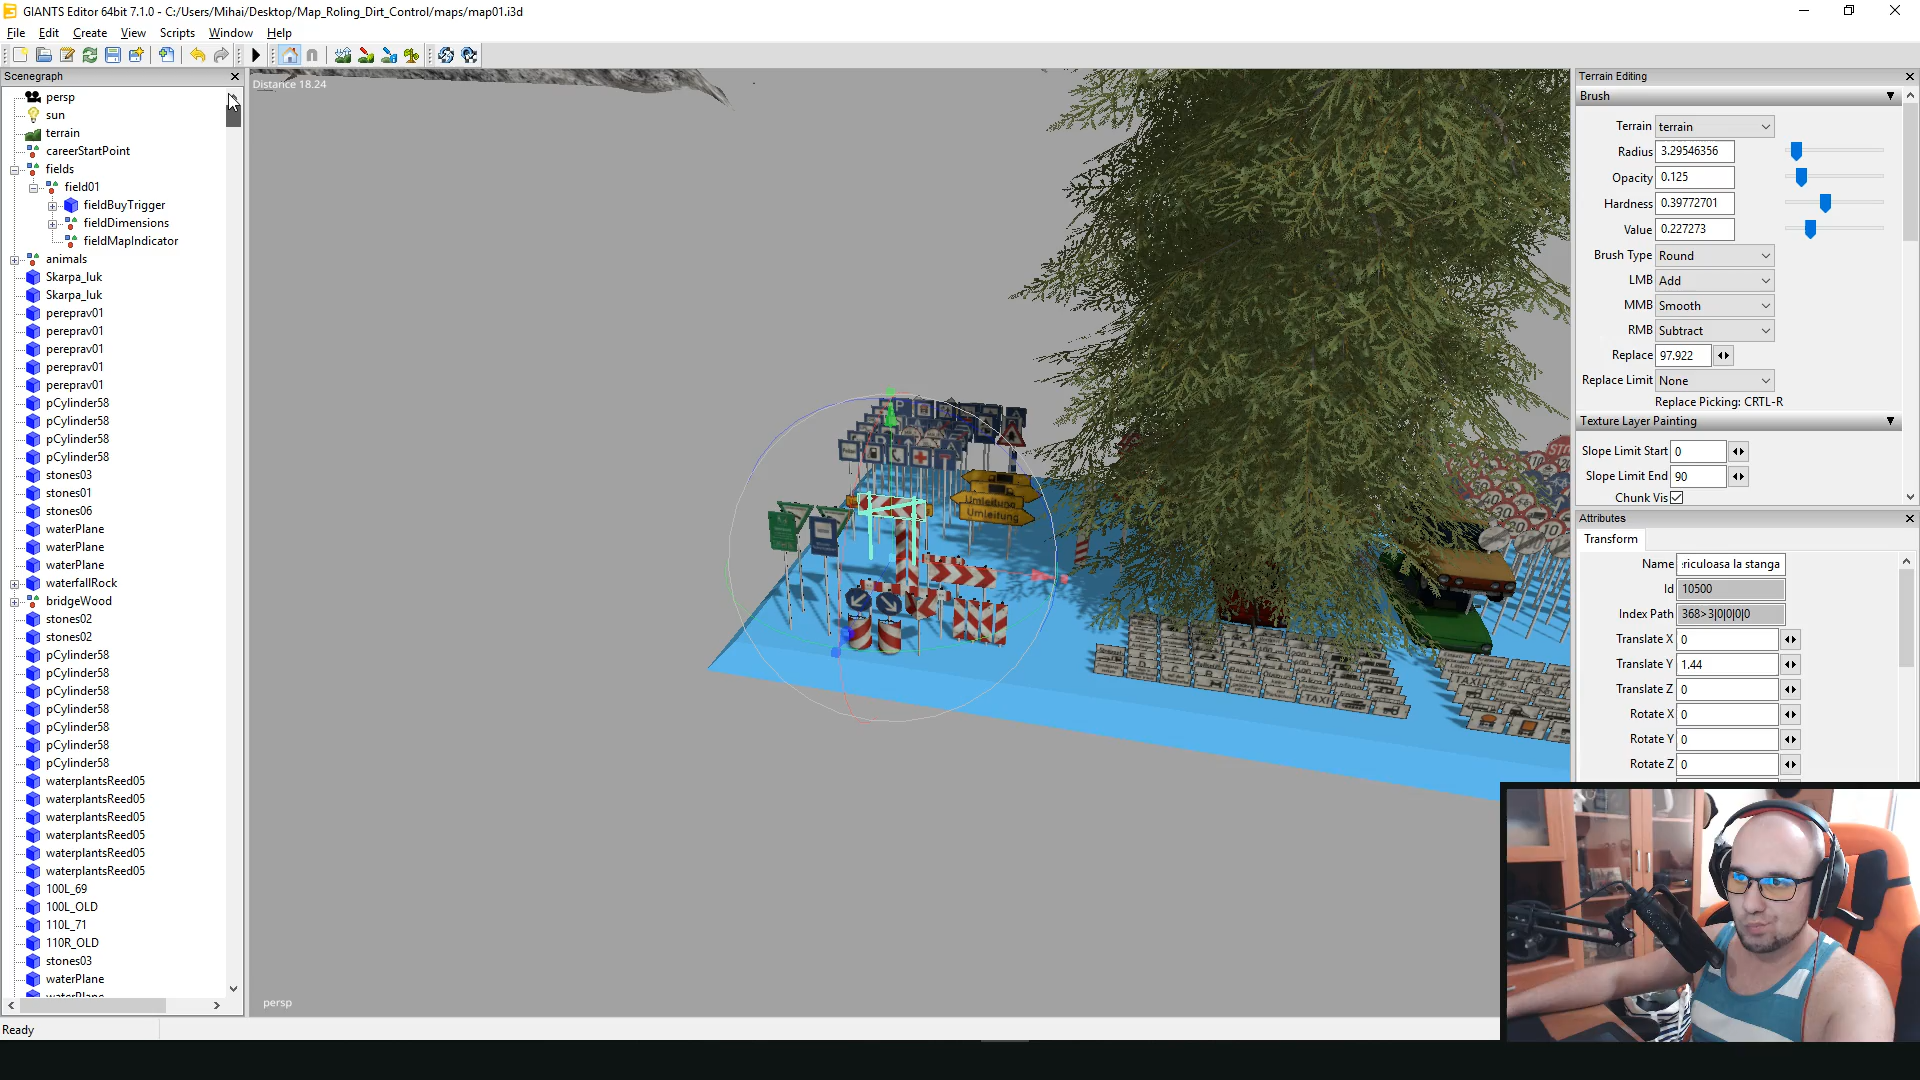 GIANTS Editor 64bit 7.1.0 - C:/Users/Mihai/Desktop/Map_Roling_Dirt_Control/maps/map01.i3d
File Edit Create View Scripts Window Help
Scenegraph
persp
sun
terrain
careerStartPoint
fields
field01
fieldBuyTrigger
fieldDimensions
fieldMapIndicator
animals
Skarpa_luk
Skarpa_luk
pereprav01
pereprav01
pereprav01
pereprav01
pereprav01
pCylinder58
pCylinder58
pCylinder58
pCylinder58
stones03
stones01
stones06
waterPlane
waterPlane
waterPlane
waterfallRock
bridgeWood
stones02
stones02
pCylinder58
pCylinder58
pCylinder58
pCylinder58
pCylinder58
pCylinder58
pCylinder58
waterplantsReed05
waterplantsReed05
waterplantsReed05
waterplantsReed05
waterplantsReed05
waterplantsReed05
100L_69
100L_OLD
110L_71
110R_OLD
stones03
waterPlane
waterPlane
Ready
Distance 18.24
P
Umleitung
Umleitung
TAXI
persp
Terrain Editing
Brush
Terrain terrain
Radius 3.29546356
Opacity 0.125
Hardness 0.39772701
Value 0.227273
Brush Type Round
LMB Add
MMB Smooth
RMB Subtract
Replace 97.922
Replace Limit None
Replace Picking: CRTL-R
Texture Layer Painting
Slope Limit Start 0
Slope Limit End 90
Chunk Vis
Attributes
Transform
Name riculoasa la stanga
Id 10500
Index Path 368>3|0|0|0|0
Translate X 0
Translate Y 1.44
Translate Z 0
Rotate X 0
Rotate Y 0
Rotate Z 0